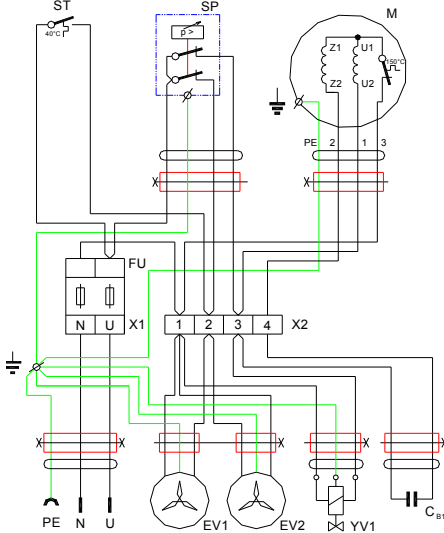 ST
SP
M
40°C
p >
Z1 U1
150°C
Z2 U2
PE 2 1 3
FU
N U X1
1 2 3 4 X2
PE N U EV1 EV2 YV1 C B1